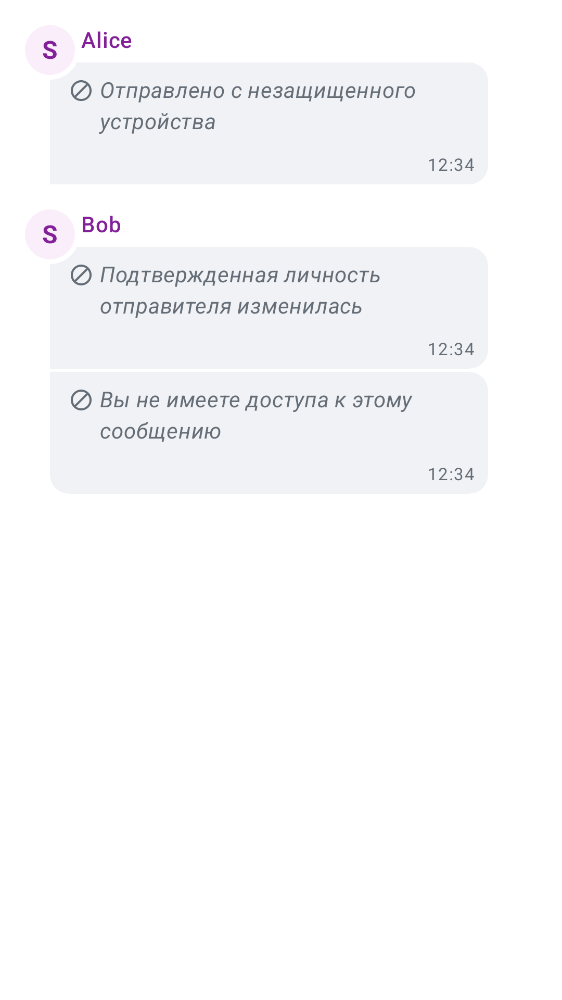 S
Alice
Отправлено с незащищенного
устройства
12:34
S
Bob
Подтвержденная личность
отправителя изменилась
12:34
Вы не имеете доступа к этому
сообщению
12:34